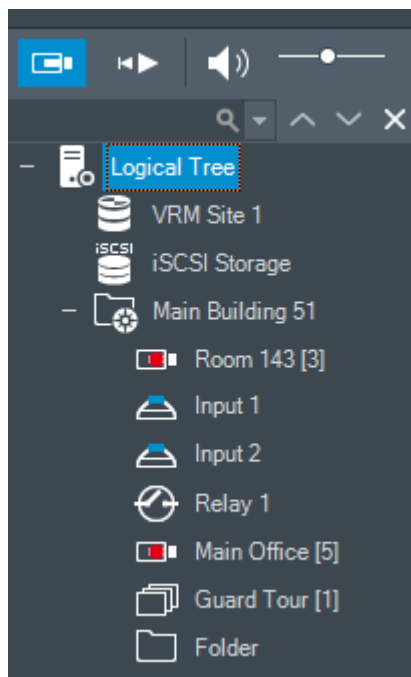 Logical Tree
VRM Site 1
iSCSI
iSCSI Storage
Main Building 51
Room 143 [3]
Input 1
Input 2
Relay 1
Main Office [5]
Guard Tour [1]
Folder